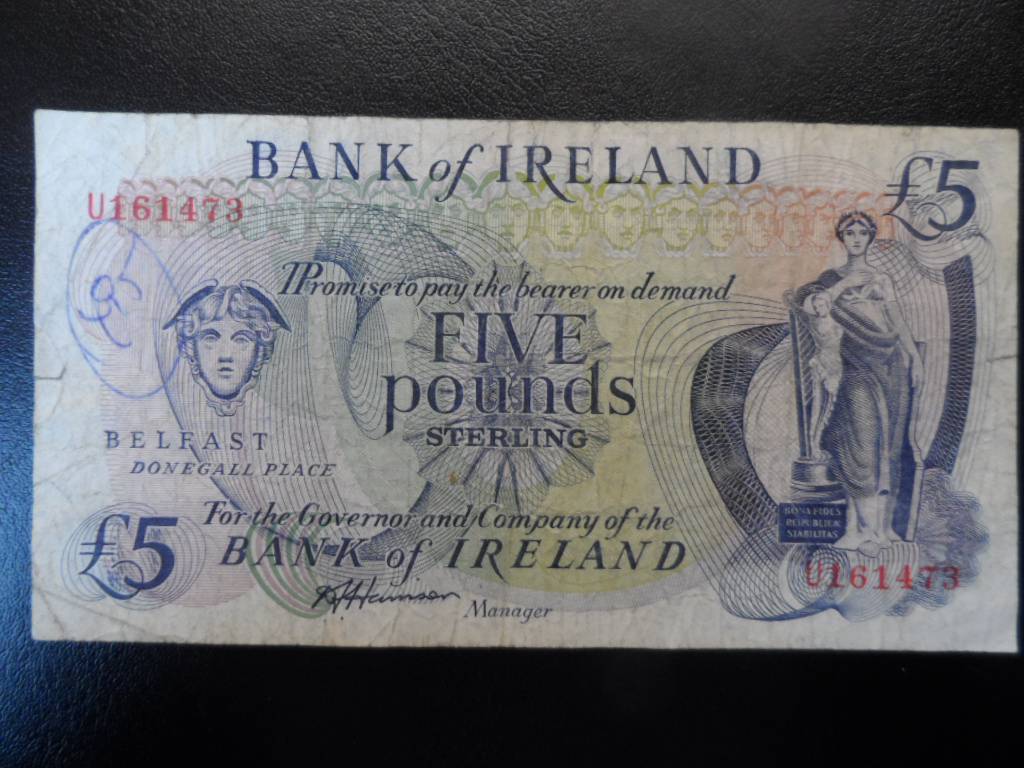 BANK of IRELAND
£5
U161473
I Promise to pay the bearer on demand
FIVE
pounds
STERLING
BELFAST
DONEGALL PLACE
BONA FIDES
REIPUBLICÆ
STABILITAS
£5
For the Governor and Company of the
BANK of IRELAND
U161473
Manager